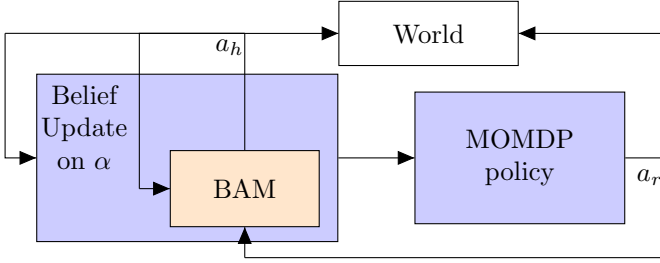 World
a_h
Belief
Update
on α
BAM
MOMDP
policy
a_r